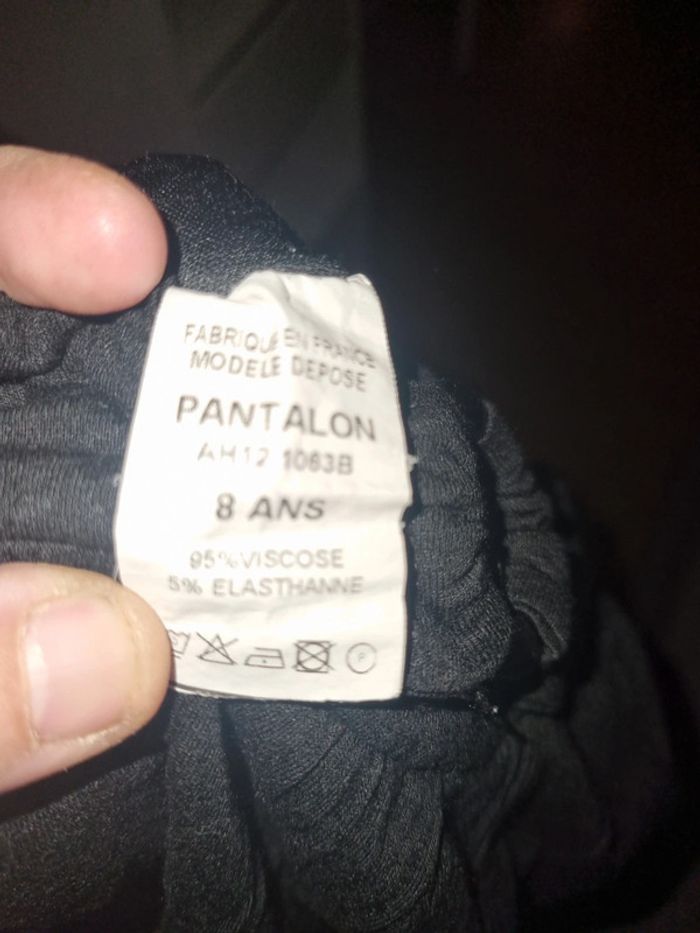 FABRIQUE EN FRANCE
MODELE DEPOSE
PANTALON
AH12 1063B
8 ANS
95%VISCOSE
5% ELASTHANNE
P